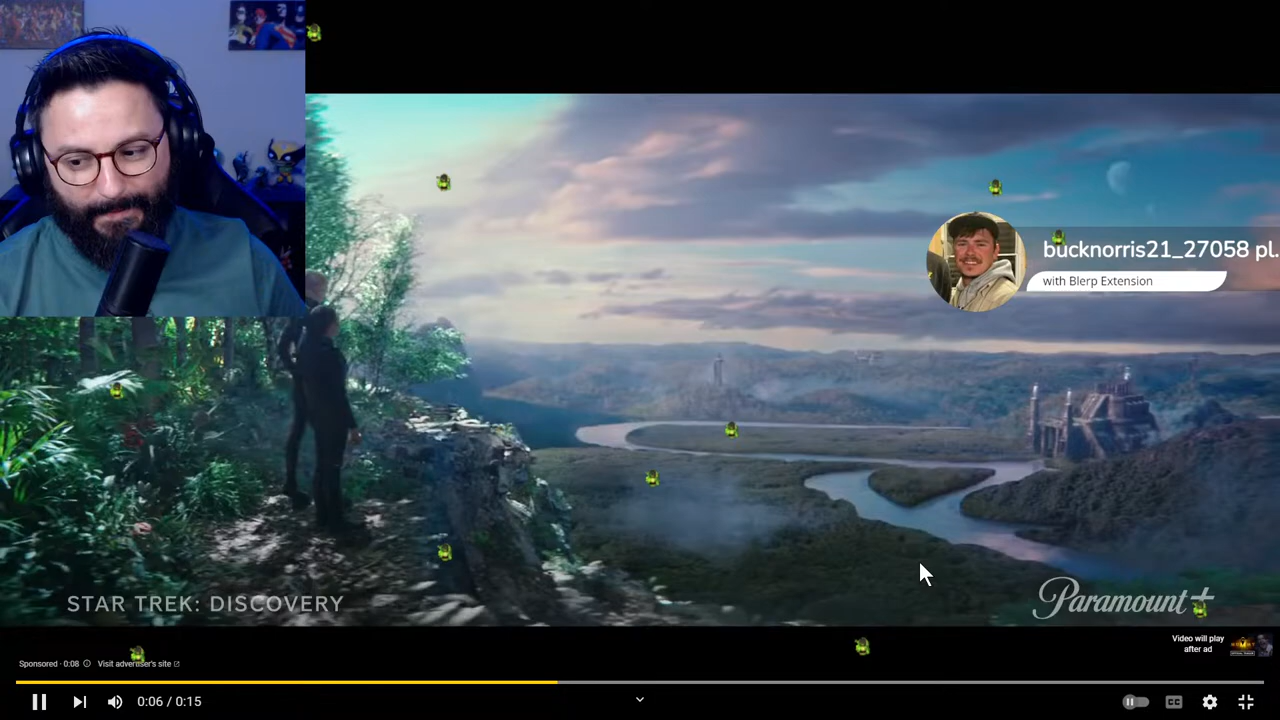 bucknorris21_27058 pl.
with Blerp Extension
STAR TREK: DISCOVERY
Paramount+
Video will play
after ad
Sponsored · 0:08
Visit advertiser's site
0:06 / 0:15
CC